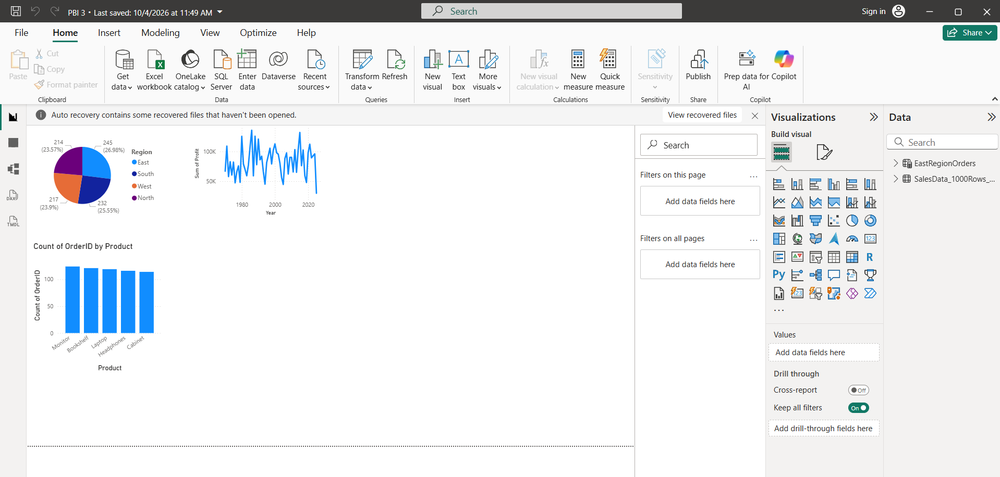 PBI 3 • Last saved: 10/4/2026 at 11:49 AM
Search
Sign in
File
Home
Insert
Modeling
View
Optimize
Help
Share
Paste
Cut
Copy
Format painter
Clipboard
Get data
Excel workbook
OneLake catalog
SQL Server
Enter data
Dataverse
Recent sources
Data
Transform data
Refresh
Queries
New visual
A
Text box
More visuals
Insert
fx
New visual calculation
New measure
Quick measure
Calculations
Sensitivity
Sensitivity
Publish
Share
Prep data for AI
Copilot
Copilot
DAX
TMDL
Auto recovery contains some recovered files that haven't been opened.
View recovered files
214
(23.57%)
245
(26.98%)
217
(23.9%)
232
(25.55%)
Region
East
South
West
North
Sum of Profit
100K
50K
1980
2000
2020
Year
Count of OrderID by Product
Count of OrderID
100
50
0
Monitor
Bookshelf
Laptop
Headphones
Cabinet
Product
Search
Filters on this page
...
Add data fields here
Filters on all pages
...
Add data fields here
Visualizations
Build visual
123
R
Py
123
...
Values
Add data fields here
Drill through
Cross-report
Off
Keep all filters
On
Add drill-through fields here
Data
Search
EastRegionOrders
SalesData_1000Rows_...